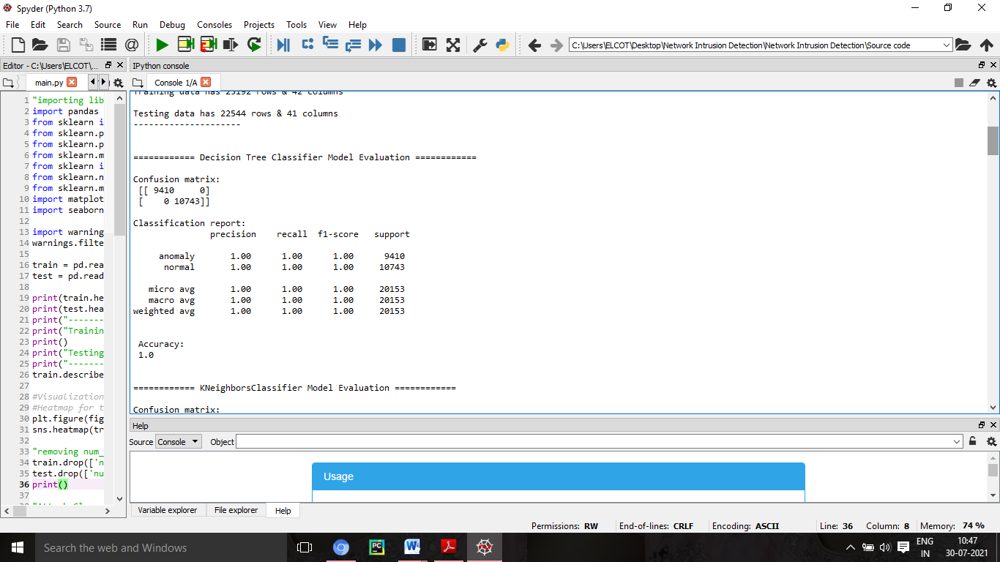 Spyder (Python 3.7)
File Edit Search Source Run Debug Consoles Projects Tools View Help
C:\Users\ELCOT\Desktop\Network Intrusion Detection\Network Intrusion Detection\Source code
Editor - C:\Users\ELCOT\...
main.py
1 "importing lib
2 import pandas
3 from sklearn i
4 from sklearn.p
5 from sklearn.p
6 from sklearn.m
7 from sklearn i
8 from sklearn.n
9 from sklearn.m
10 import matplot
11 import seaborn
12
13 import warning
14 warnings.filte
15
16 train = pd.rea
17 test = pd.read
18
19 print(train.he
20 print(test.hea
21 print("-------
22 print("Trainin
23 print()
24 print("Testing
25 print("-------
26 train.describe
27
28 #Visualization
29 #Heatmap for t
30 plt.figure(fig
31 sns.heatmap(tr
32
33 "removing num_
34 train.drop(['n
35 test.drop(['nu
36 print()
37
IPython console
Console 1/A
Training data has 25192 rows & 42 columns
Testing data has 22544 rows & 41 columns
---------------------
============ Decision Tree Classifier Model Evaluation ============
Confusion matrix:
[[ 9410 0]
[ 0 10743]]
Classification report:
precision recall f1-score support
anomaly 1.00 1.00 1.00 9410
normal 1.00 1.00 1.00 10743
micro avg 1.00 1.00 1.00 20153
macro avg 1.00 1.00 1.00 20153
weighted avg 1.00 1.00 1.00 20153
Accuracy:
1.0
============ KNeighborsClassifier Model Evaluation ============
Confusion matrix:
Help
Source Console Object
Usage
Variable explorer File explorer Help
Permissions: RW End-of-lines: CRLF Encoding: ASCII Line: 36 Column: 8 Memory: 74 %
Search the web and Windows
ENG
IN
10:47
30-07-2021